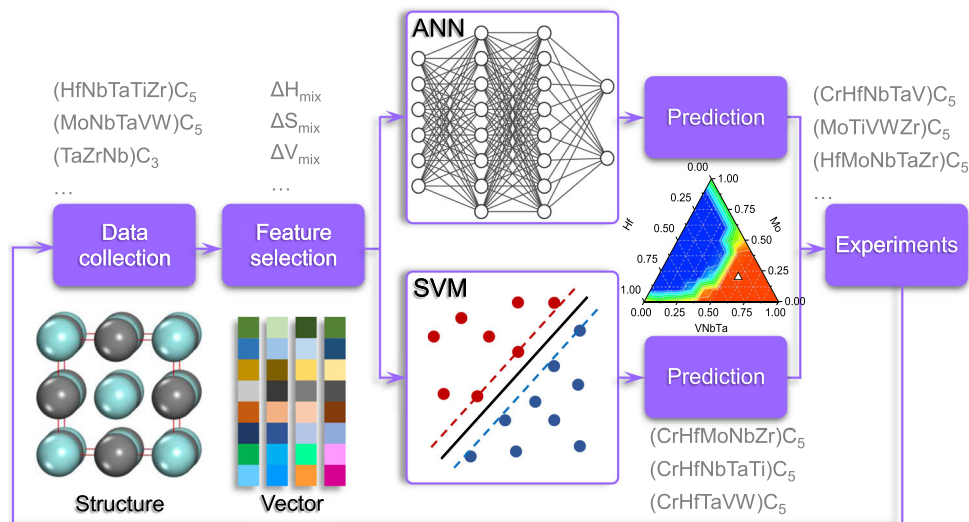 ANN
(HfNbTaTiZr)C5
(MoNbTaVW)C5
(TaZrNb)C3
...
ΔHmix
ΔSmix
ΔVmix
...
Data
collection
Feature
selection
Prediction
(CrHfNbTaV)C5
(MoTiVWZr)C5
(HfMoNbTaZr)C5
...
Experiments
0.00
1.00
0.25
0.75
Hf
Mo
0.50
0.50
0.75
0.25
1.00
0.00
0.00 0.25 0.50 0.75 1.00
VNbTa
SVM
Prediction
(CrHfMoNbZr)C5
(CrHfNbTaTi)C5
(CrHfTaVW)C5
Structure
Vector